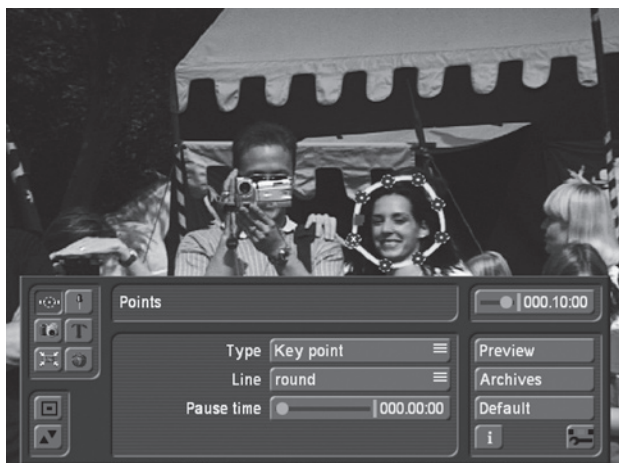 Points
000.10:00
Type Key point
Line round
Pause time 000.00:00
Preview
Archives
Default
i
T